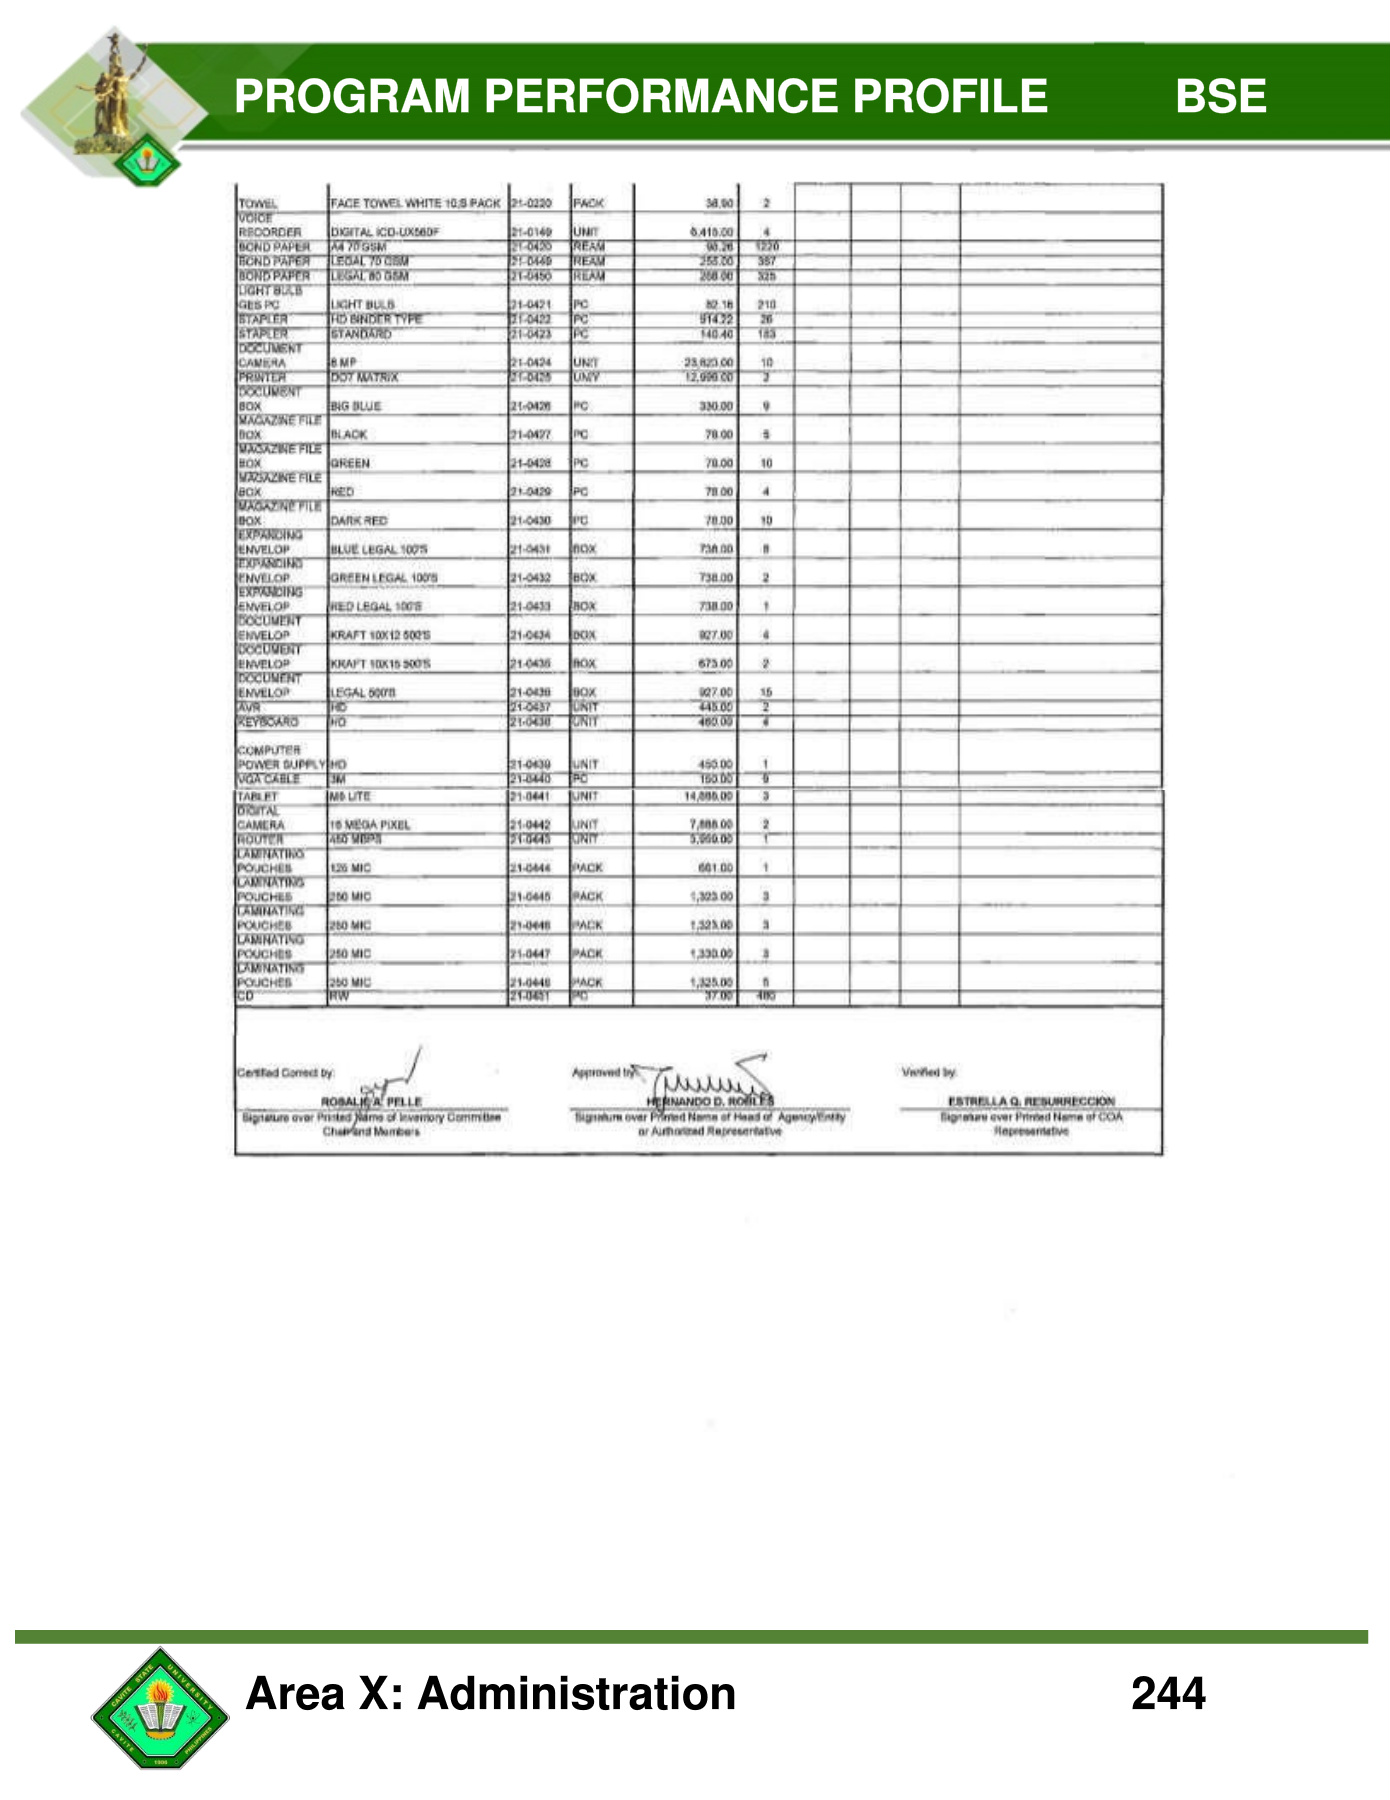 PROGRAM PERFORMANCE PROFILE BSE
TOWEL FACE TOWEL WHITE 10;S PACK 21-0220 PACK 38.90 2
VOICE
RECORDER DIGITAL ICD-UX560F 21-0149 UNIT 6,415.00 4
BOND PAPER A4 70 GSM 21-0420 REAM 1220
BOND PAPER LEGAL 70 GSM 21-0449 REAM 255.00 387
BOND PAPER LEGAL 80 GSM 21-0450 REAM 268.00 325
LIGHT BULB
PC LIGHT BULB 21-0421 PC 82.18 210
STAPLER HD BINDER TYPE 21-0422 PC 914.22 26
STAPLER STANDARD 21-0423 PC 140.40 183
DOCUMENT
CAMERA 8 MP 21-0424 UNIT 23,823.00 10
PRINTER DOT MATRIX 21-0425 UNIT 2
DOCUMENT
BOX BIG BLUE 21-0426 PC 330.00 9
MAGAZINE FILE
BOX BLACK 21-0427 PC 78.00 5
MAGAZINE FILE
BOX GREEN 21-0428 PC 78.00 10
MAGAZINE FILE
BOX RED 21-0429 PC 78.00 4
MAGAZINE FILE
BOX DARK RED 21-0430 PC 78.00 10
EXPANDING
ENVELOP BLUE LEGAL 100'S 21-0431 BOX 738.00 8
EXPANDING
ENVELOP GREEN LEGAL 100'S 21-0432 BOX 738.00 2
EXPANDING
ENVELOP RED LEGAL 100'S 21-0433 BOX 738.00 1
DOCUMENT
ENVELOP KRAFT 10X12 500'S 21-0434 BOX 927.00 4
DOCUMENT
ENVELOP KRAFT 10X15 500'S 21-0435 BOX 673.00 2
DOCUMENT
ENVELOP LEGAL 500'S 21-0436 BOX 927.00 15
AVR HD 21-0437 UNIT 445.00 2
KEYBOARD HD 21-0438 UNIT 460.00 4
COMPUTER
POWER SUPPLY HD 21-0439 UNIT 450.00 1
VGA CABLE 3M 21-0440 PC 150.00 9
TABLET M5 LITE 21-0441 UNIT 3
DIGITAL
CAMERA 16 MEGA PIXEL 21-0442 UNIT 7,888.00 2
ROUTER 450 MBPS 21-0443 UNIT 1
LAMINATING
POUCHES 125 MIC 21-0444 PACK 661.00 1
LAMINATING
POUCHES 250 MIC 21-0445 PACK 1,323.00 3
LAMINATING
POUCHES 250 MIC 21-0446 PACK 1,323.00 3
LAMINATING
POUCHES 250 MIC 21-0447 PACK 1,330.00 3
LAMINATING
POUCHES 250 MIC 21-0448 PACK 1,325.00 5
CD RW 21-0451 PC 37.00 480
Certified Correct by: Approved by: Verified by:
ROSALIE A. PELLE HERNANDO D. ROBLES ESTRELLA Q. RESURRECCION
Signature over Printed Name of Inventory Committee Signature over Printed Name of Head of Agency/Entity Signature over Printed Name of COA
Chair and Members or Authorized Representative Representative
Area X: Administration 244
CAVITE STATE UNIVERSITY
CAVITE 1906 PHILIPPINES